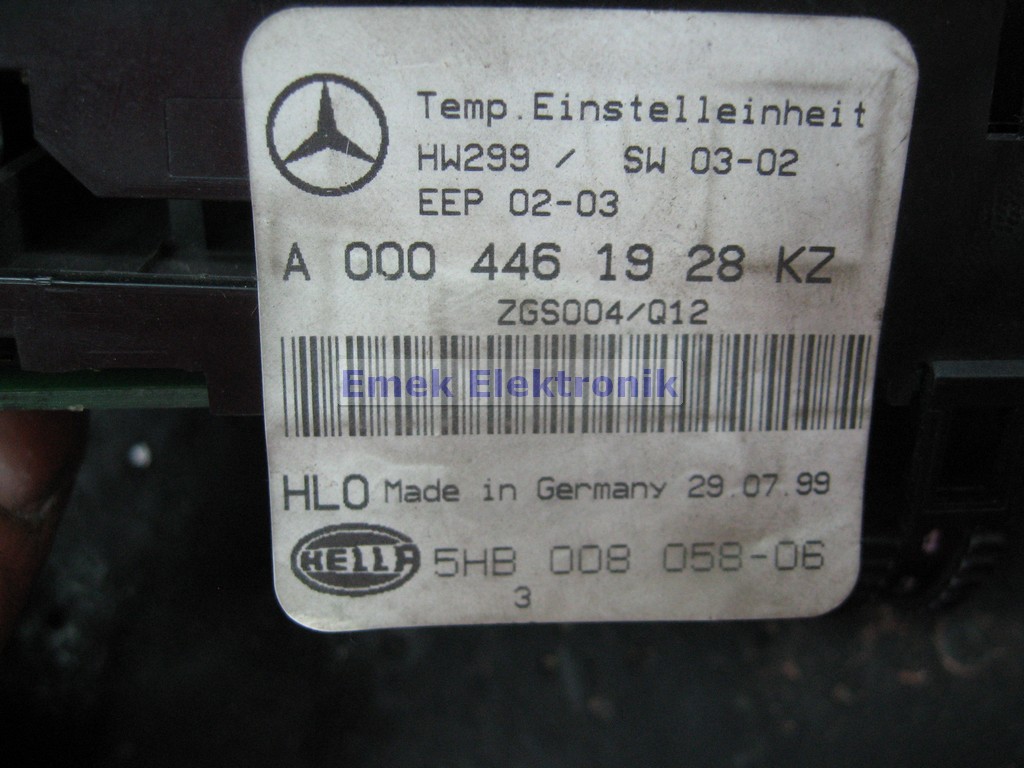 Temp.Einstelleinheit
HW299 / SW 03-02
EEP 02-03
A 000 446 19 28 KZ
ZGS004/Q12
Emek Elektronik
HLO Made in Germany 29.07.99
HELLA 5HB 008 058-06
3